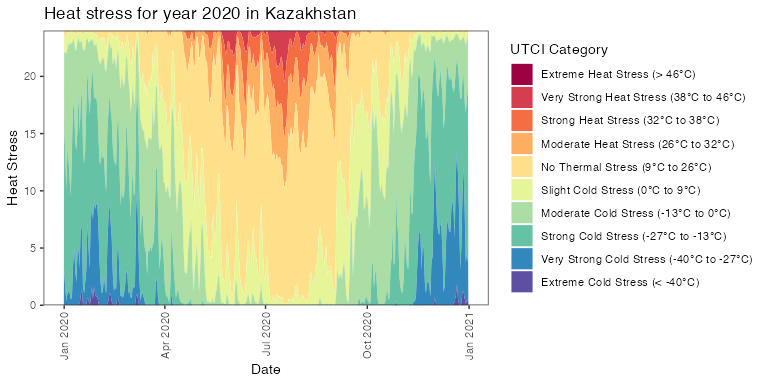 Heat stress for year 2020 in Kazakhstan
UTCI Category
Extreme Heat Stress (> 46°C)
Very Strong Heat Stress (38°C to 46°C)
Strong Heat Stress (32°C to 38°C)
Moderate Heat Stress (26°C to 32°C)
No Thermal Stress (9°C to 26°C)
Slight Cold Stress (0°C to 9°C)
Moderate Cold Stress (-13°C to 0°C)
Strong Cold Stress (-27°C to -13°C)
Very Strong Cold Stress (-40°C to -27°C)
Extreme Cold Stress (< -40°C)
Heat Stress
20
15
10
5
0
Jan 2020
Apr 2020
Jul 2020
Oct 2020
Jan 2021
Date